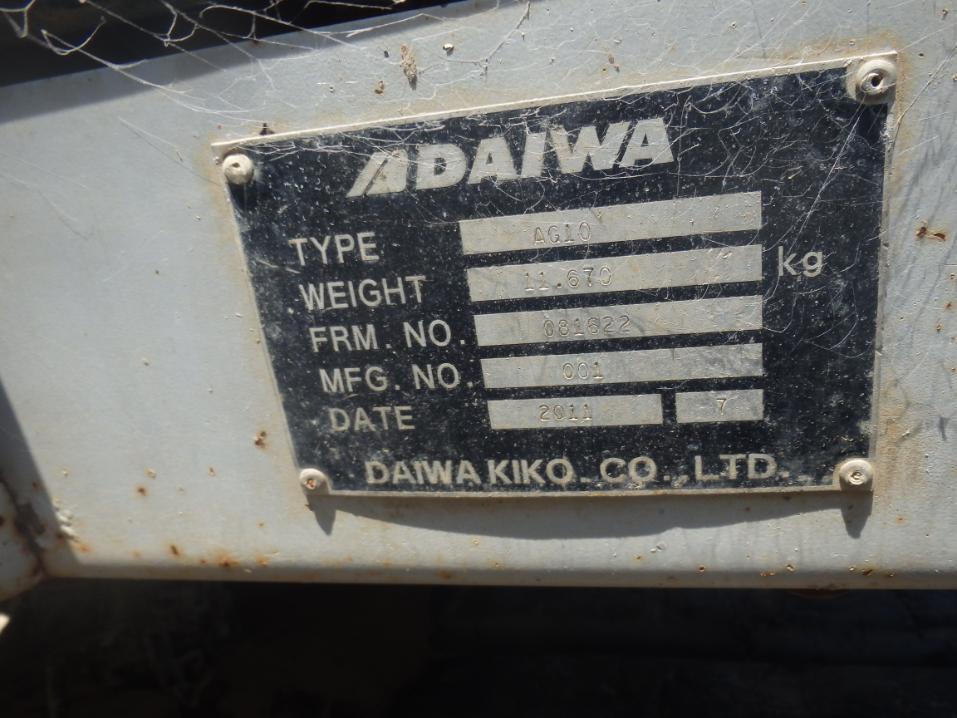 DAIWA
TYPE AG10
WEIGHT 11.670 kg
FRM. NO. 081622
MFG. NO. 001
DATE 2011 7
DAIWA KIKO CO., LTD.